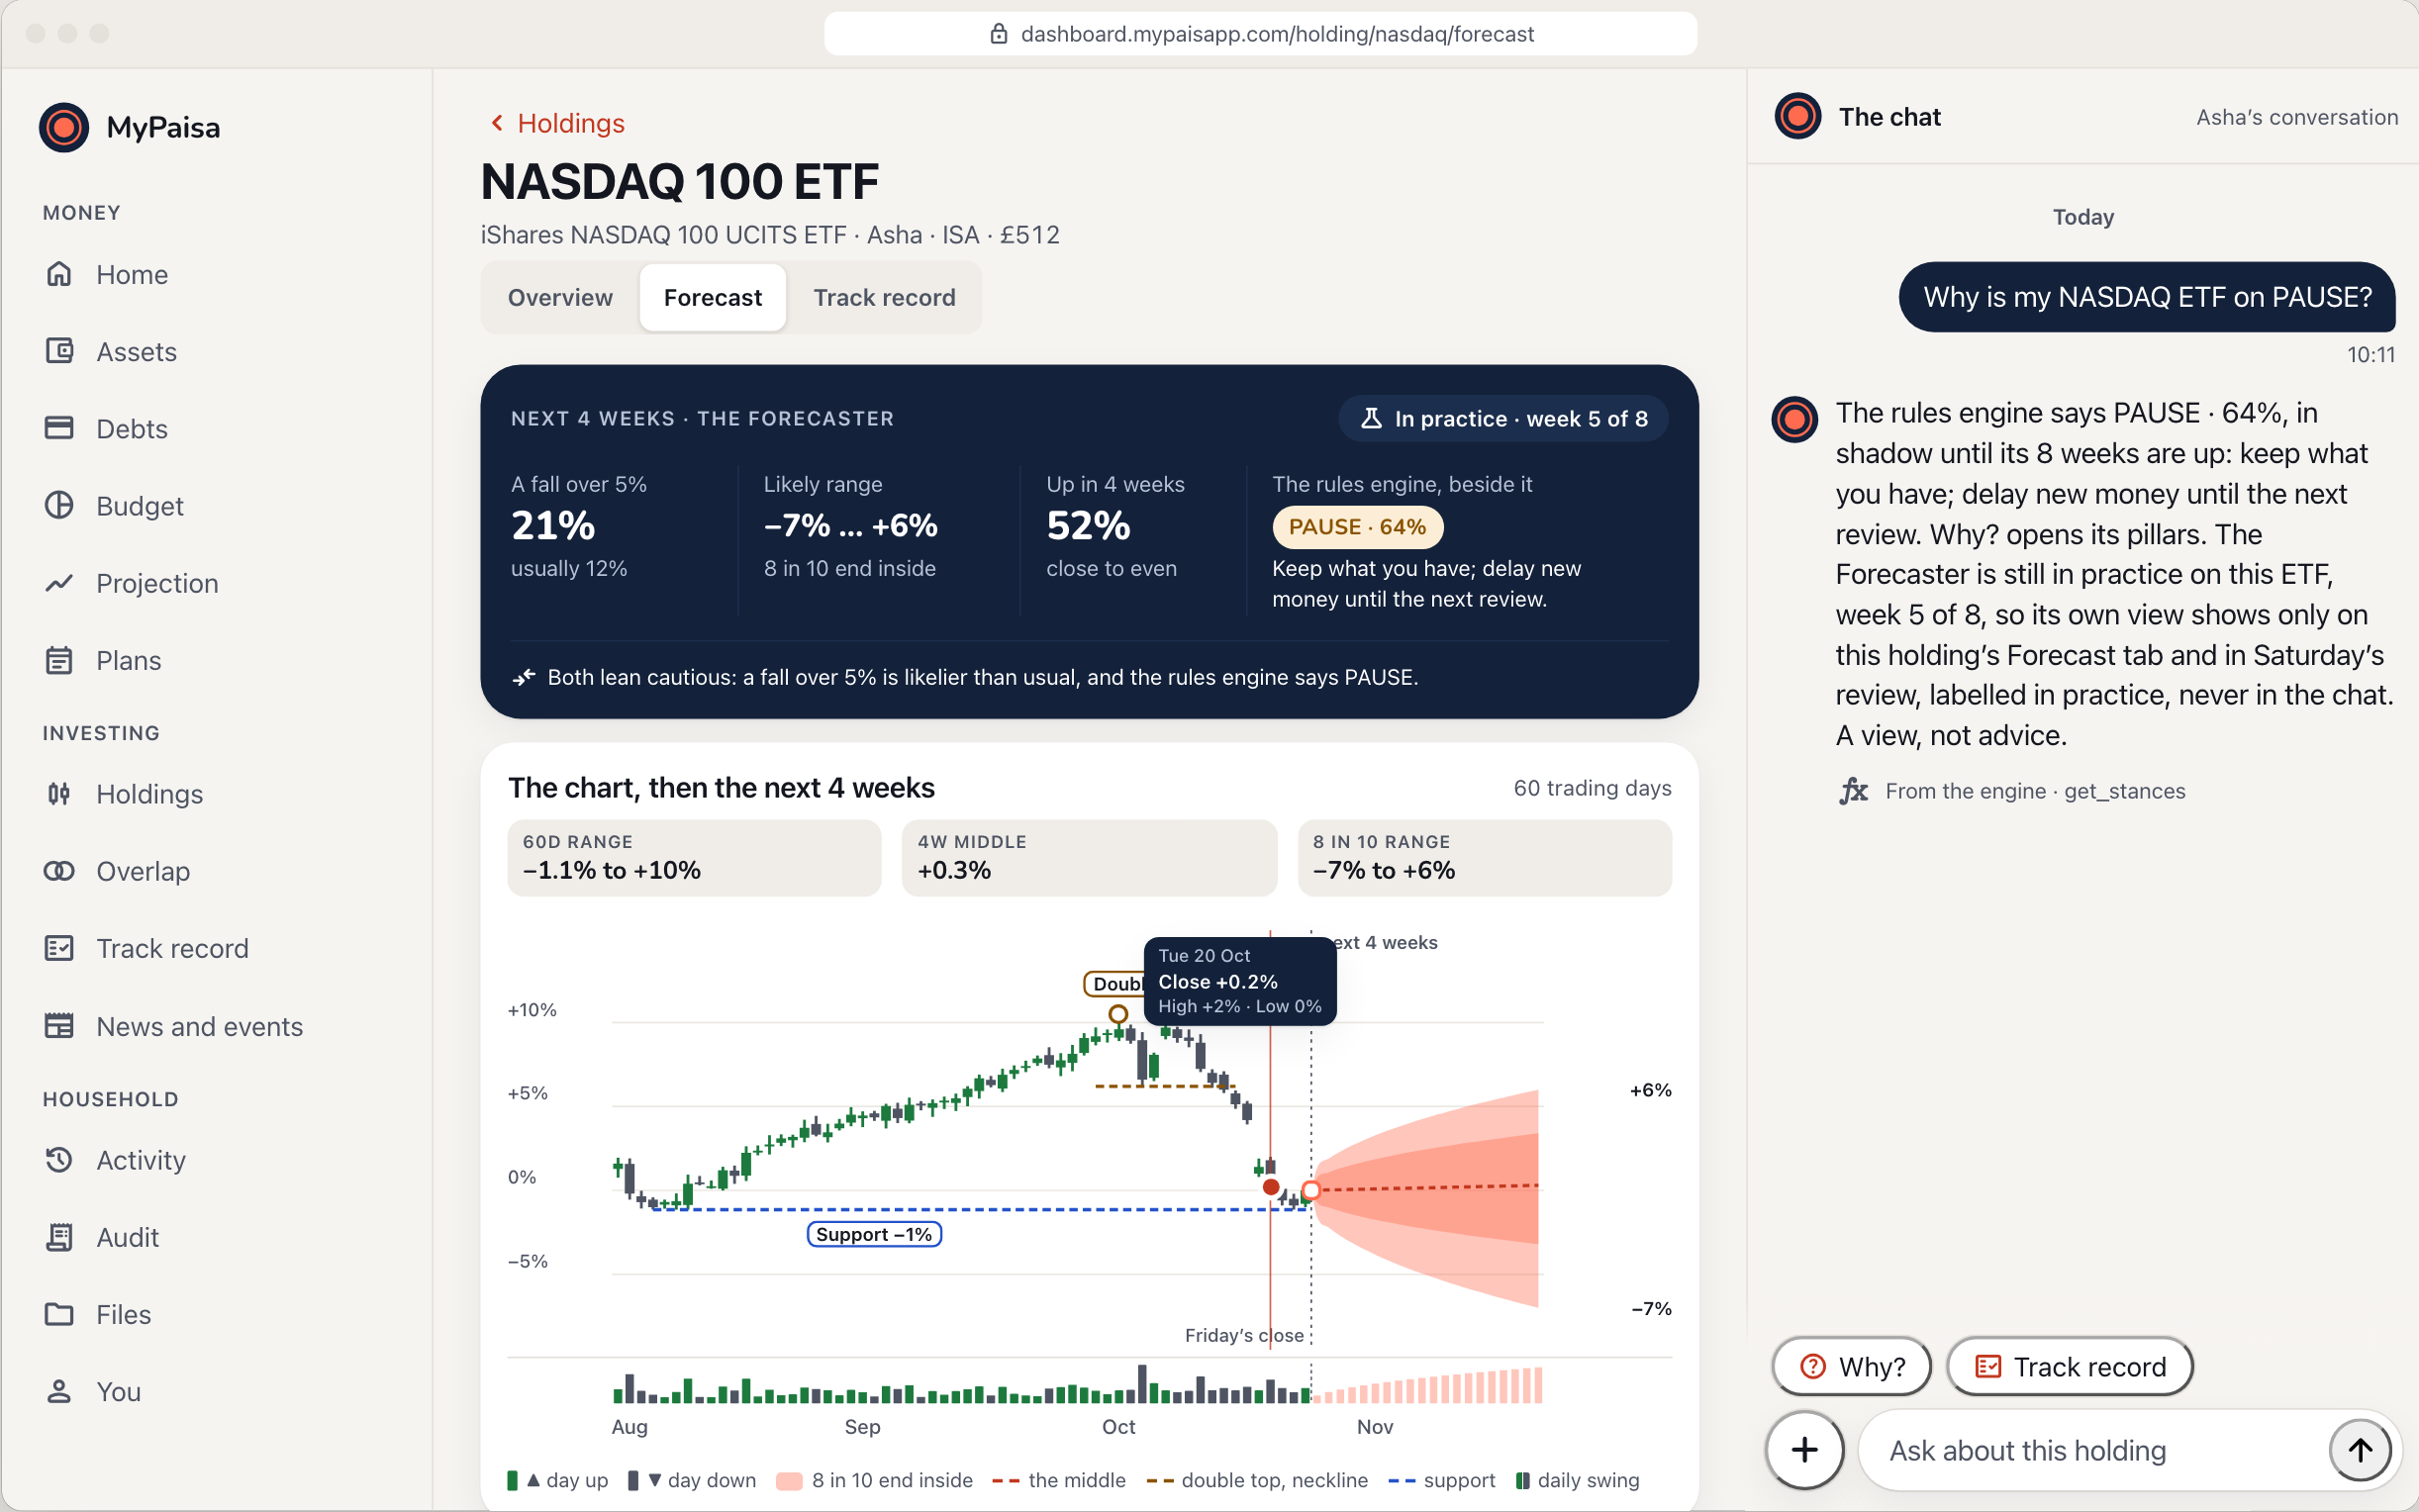 dashboard.mypaisapp.com/holding/nasdaq/forecast
MyPaisa
MONEY
Home
Assets
Debts
Budget
Projection
Plans
INVESTING
Holdings
Overlap
Track record
News and events
HOUSEHOLD
Activity
Audit
Files
You
Holdings
NASDAQ 100 ETF
iShares NASDAQ 100 UCITS ETF · Asha · ISA · £512
Overview
Forecast
Track record
NEXT 4 WEEKS · THE FORECASTER
In practice · week 5 of 8
A fall over 5%
21%
usually 12%
Likely range
−7% ... +6%
8 in 10 end inside
Up in 4 weeks
52%
close to even
The rules engine, beside it
PAUSE · 64%
Keep what you have; delay new
money until the next review.
Both lean cautious: a fall over 5% is likelier than usual, and the rules engine says PAUSE.
The chart, then the next 4 weeks
60 trading days
60D RANGE
−1.1% to +10%
4W MIDDLE
+0.3%
8 IN 10 RANGE
−7% to +6%
ext 4 weeks
Tue 20 Oct
Close +0.2%
High +2% · Low 0%
Doubl
+10%
+5%
0%
−5%
+6%
−7%
Support −1%
Friday's close
Aug
Sep
Oct
Nov
▲ day up
▼ day down
8 in 10 end inside
the middle
double top, neckline
support
daily swing
The chat
Asha's conversation
Today
Why is my NASDAQ ETF on PAUSE?
10:11
The rules engine says PAUSE · 64%, in
shadow until its 8 weeks are up: keep what
you have; delay new money until the next
review. Why? opens its pillars. The
Forecaster is still in practice on this ETF,
week 5 of 8, so its own view shows only on
this holding's Forecast tab and in Saturday's
review, labelled in practice, never in the chat.
A view, not advice.
fx From the engine · get_stances
Why?
Track record
Ask about this holding